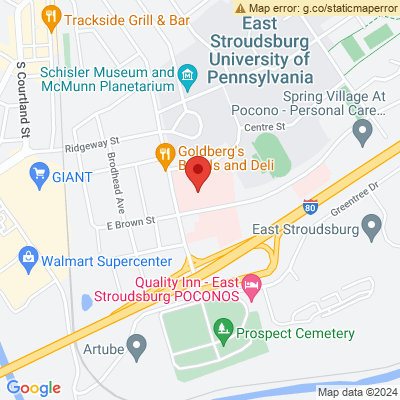 Map error: g.co/staticmaperror
Trackside Grill & Bar
East
Stroudsburg
University of
Pennsylvania
S Courtland St
Schisler Museum and
McMunn Planetarium
Spring Village At
Pocono - Personal Care...
Centre St
Ridgeway St
Goldberg's
B
ls and Deli
GIANT
Brodhead Ave
E Brown St
80
Greentree Dr
East Stroudsburg
Walmart Supercenter
Quality Inn - East
Stroudsburg POCONOS
Prospect Cemetery
Artube
Google
Map data ©2024